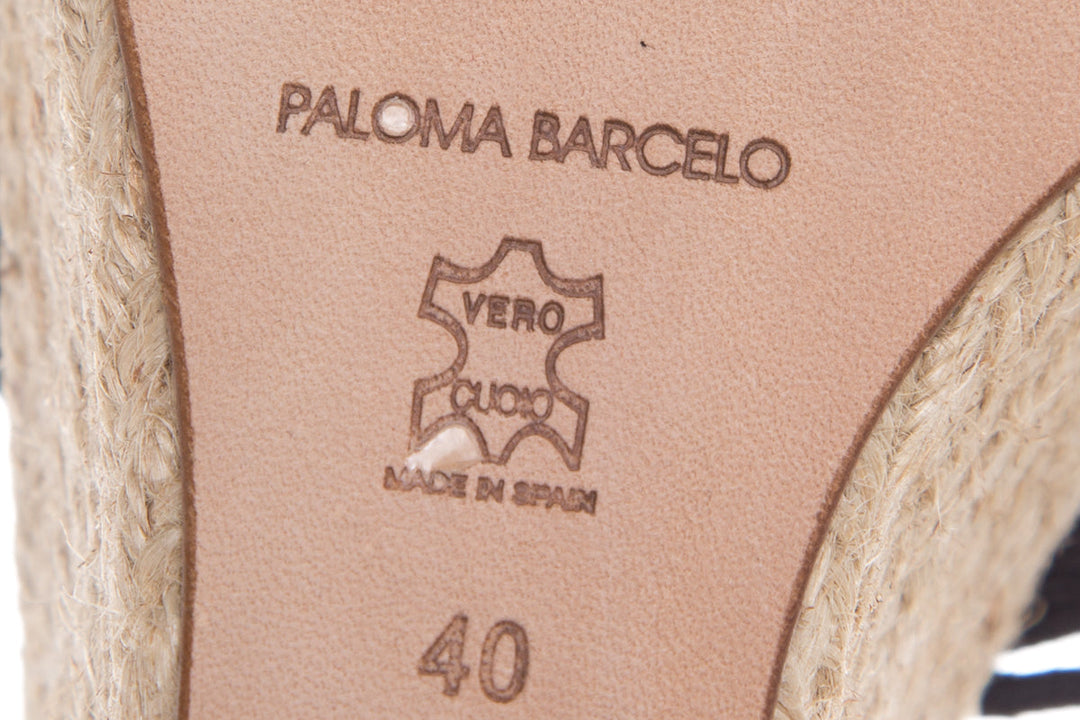 PALOMA BARCELO
VERO
CUOIO
MADE IN SPAIN
40